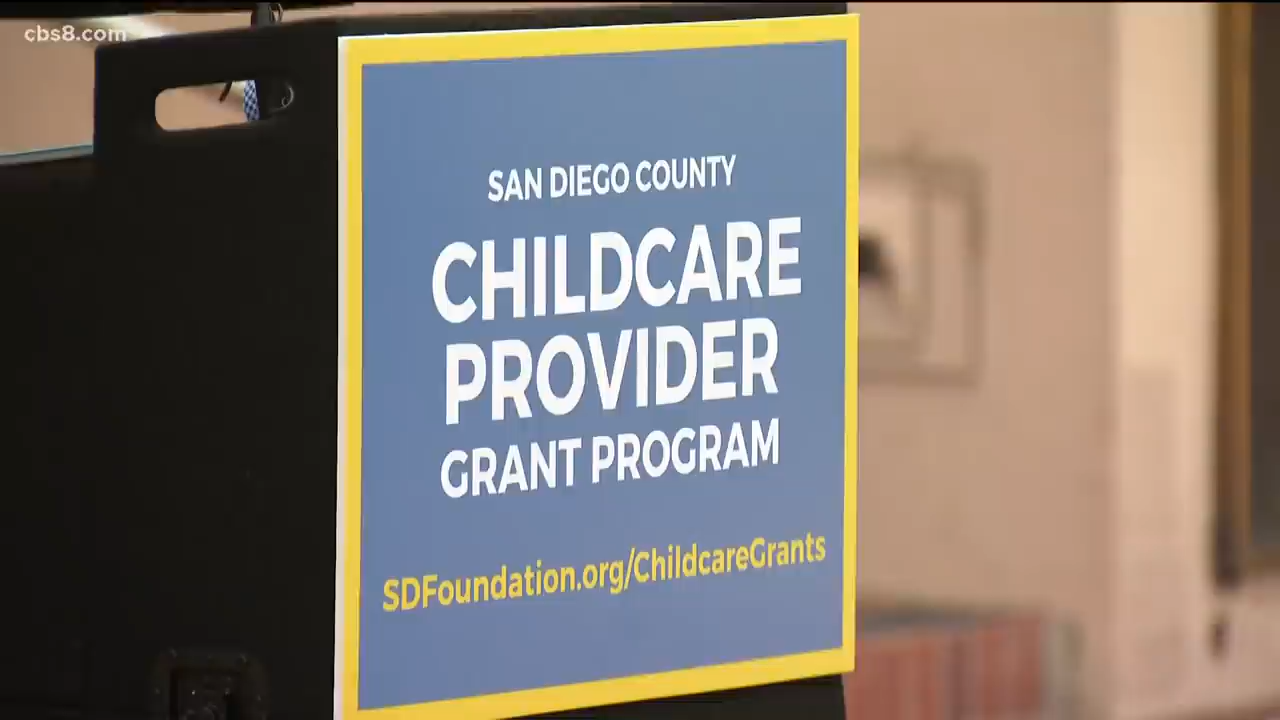 cbs8.com
SAN DIEGO COUNTY
CHILDCARE
PROVIDER
GRANT PROGRAM
SDFoundation.org/ChildcareGrants